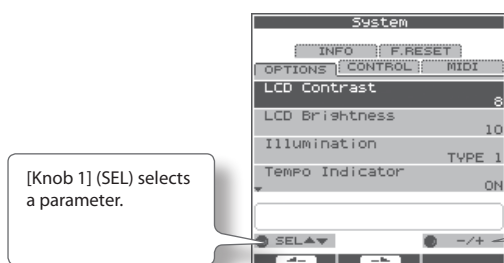 System
INFO F.RESET
OPTIONS CONTROL MIDI
LCD Contrast
8
LCD Brightness
10
Illumination
TYPE 1
Tempo Indicator
ON
[Knob 1] (SEL) selects
a parameter.
SEL▲▼ -/+